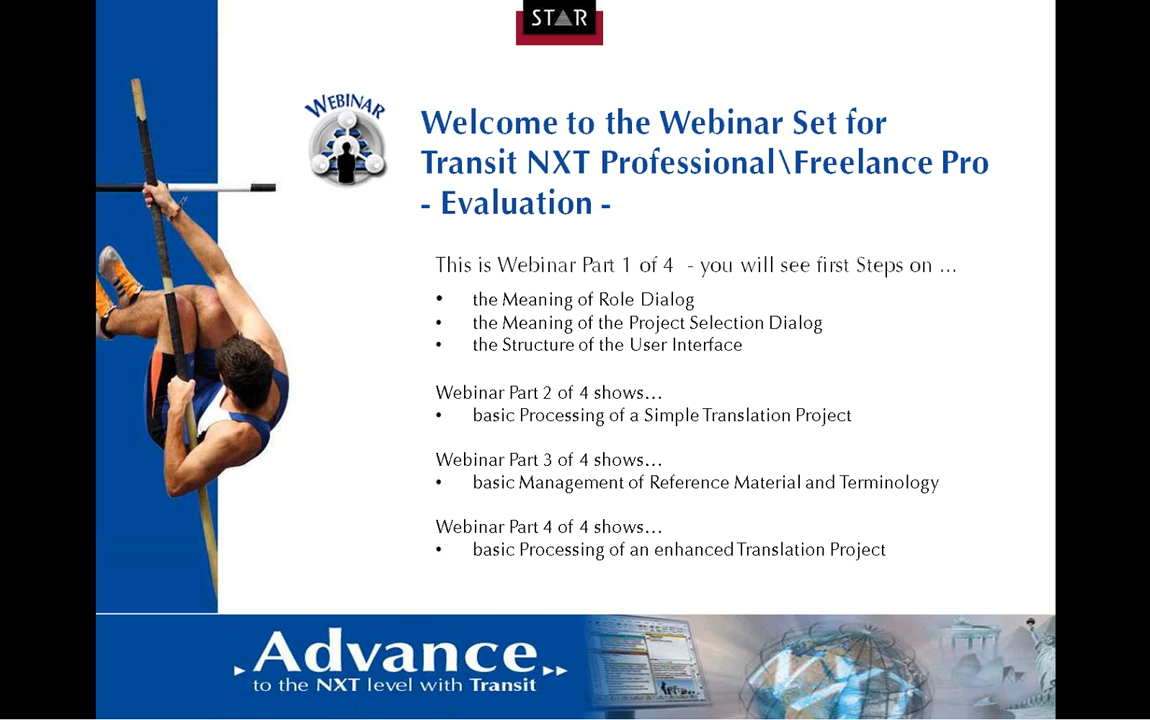 STAR
WEBINAR
Welcome to the Webinar Set for
Transit NXT Professional\Freelance Pro
- Evaluation -
This is Webinar Part 1 of 4 - you will see first Steps on ...
• the Meaning of Role Dialog
• the Meaning of the Project Selection Dialog
• the Structure of the User Interface
Webinar Part 2 of 4 shows...
• basic Processing of a Simple Translation Project
Webinar Part 3 of 4 shows...
• basic Management of Reference Material and Terminology
Webinar Part 4 of 4 shows...
• basic Processing of an enhanced Translation Project
Advance
to the NXT level with Transit